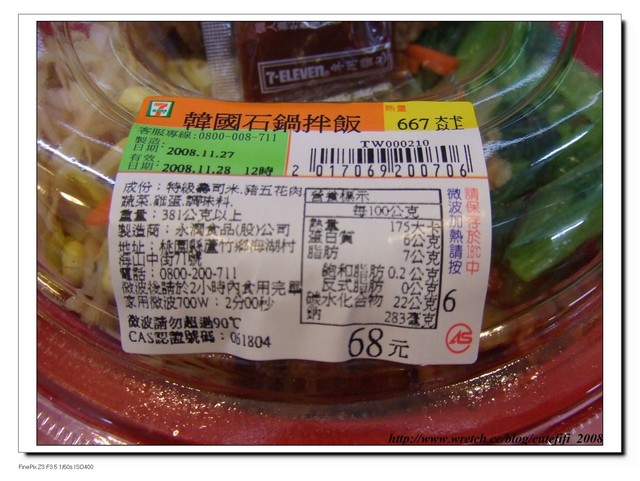 7-ELEVEN
韓國石鍋拌飯
熱量
667 大卡以上
客服專線:0800-008-711
製造日期: 2008.11.27
有效日期: 2008.11.28 12時
TW000210
2 017069 200706
成份：特級壽司米.豬五花肉
蔬菜.雞蛋.調味料.
重量：381公克以上
製造商：永潤食品(股)公司
地址：桃園縣蘆竹鄉海湖村
海山中街71號
電話：0800-200-711
微波後請於2小時內食用完畢
家用微波700W：2分00秒
微波請勿超過90℃
CAS認證號碼：061804
營養標示
每100公克
熱量 175大卡
蛋白質 6公克
脂肪 7公克
飽和脂肪 0.2公克
反式脂肪 0公克
碳水化合物 22公克
鈉 283毫克
請保存於18℃中
微波加熱請按
6
68元
http://www.wretch.cc/blog/cutefifi_2008
FinePix Z3 F3.5 1/60s ISO400